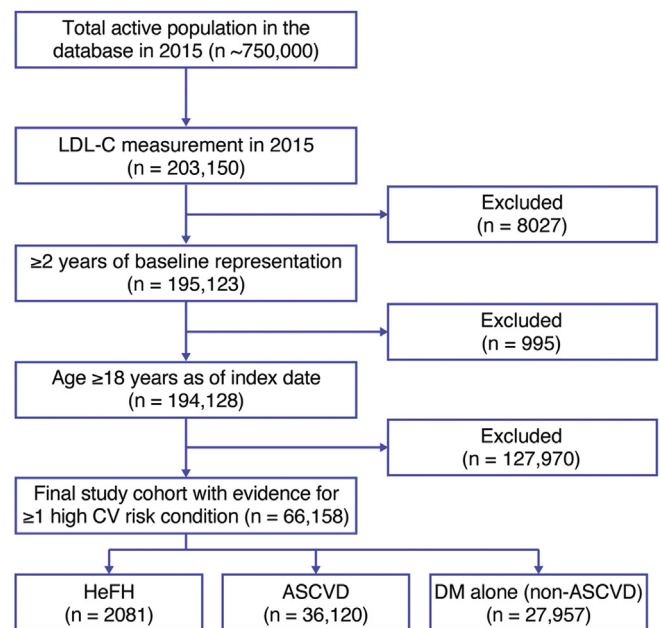 Total active population in the
database in 2015 (n ~750,000)
LDL-C measurement in 2015
(n = 203,150)
Excluded
(n = 8027)
≥2 years of baseline representation
(n = 195,123)
Excluded
(n = 995)
Age ≥18 years as of index date
(n = 194,128)
Excluded
(n = 127,970)
Final study cohort with evidence for
≥1 high CV risk condition (n = 66,158)
HeFH
(n = 2081)
ASCVD
(n = 36,120)
DM alone (non-ASCVD)
(n = 27,957)